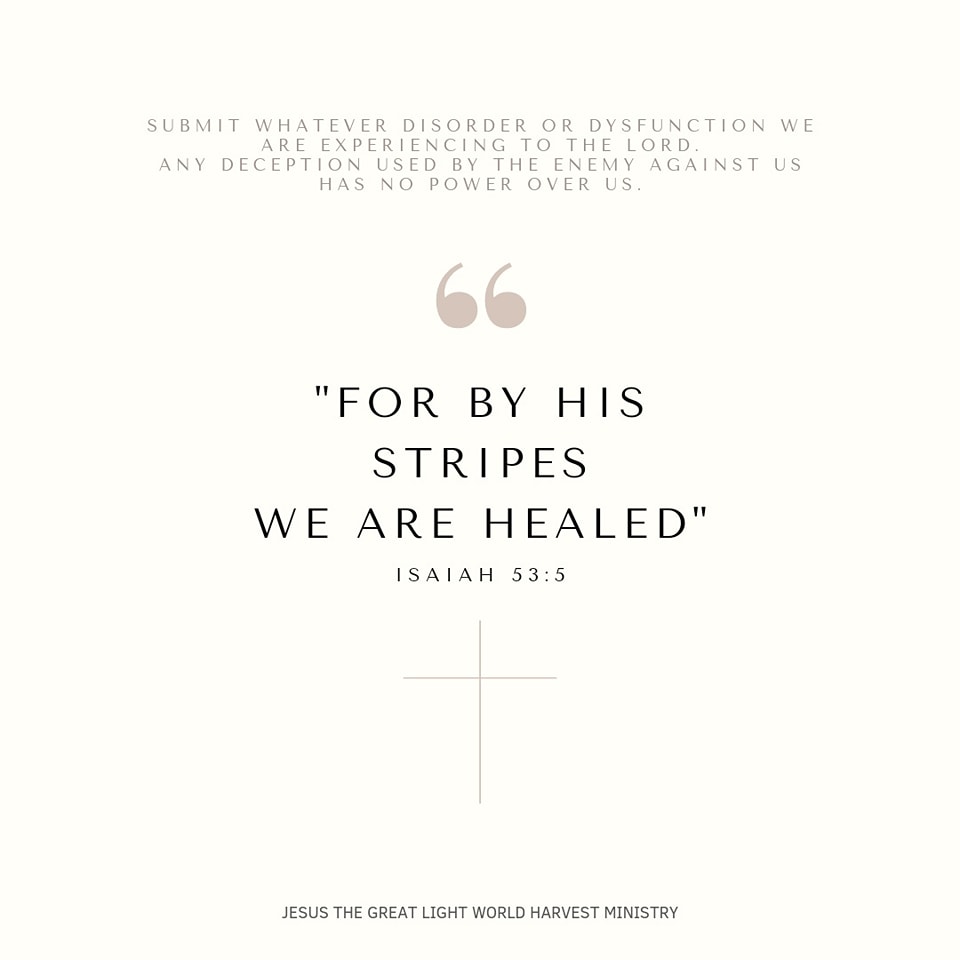 SUBMIT WHATEVER DISORDER OR DYSFUNCTION WE
ARE EXPERIENCING TO THE LORD.
ANY DECEPTION USED BY THE ENEMY AGAINST US
HAS NO POWER OVER US.
“
"FOR BY HIS
STRIPES
WE ARE HEALED"
ISAIAH 53:5
JESUS THE GREAT LIGHT WORLD HARVEST MINISTRY